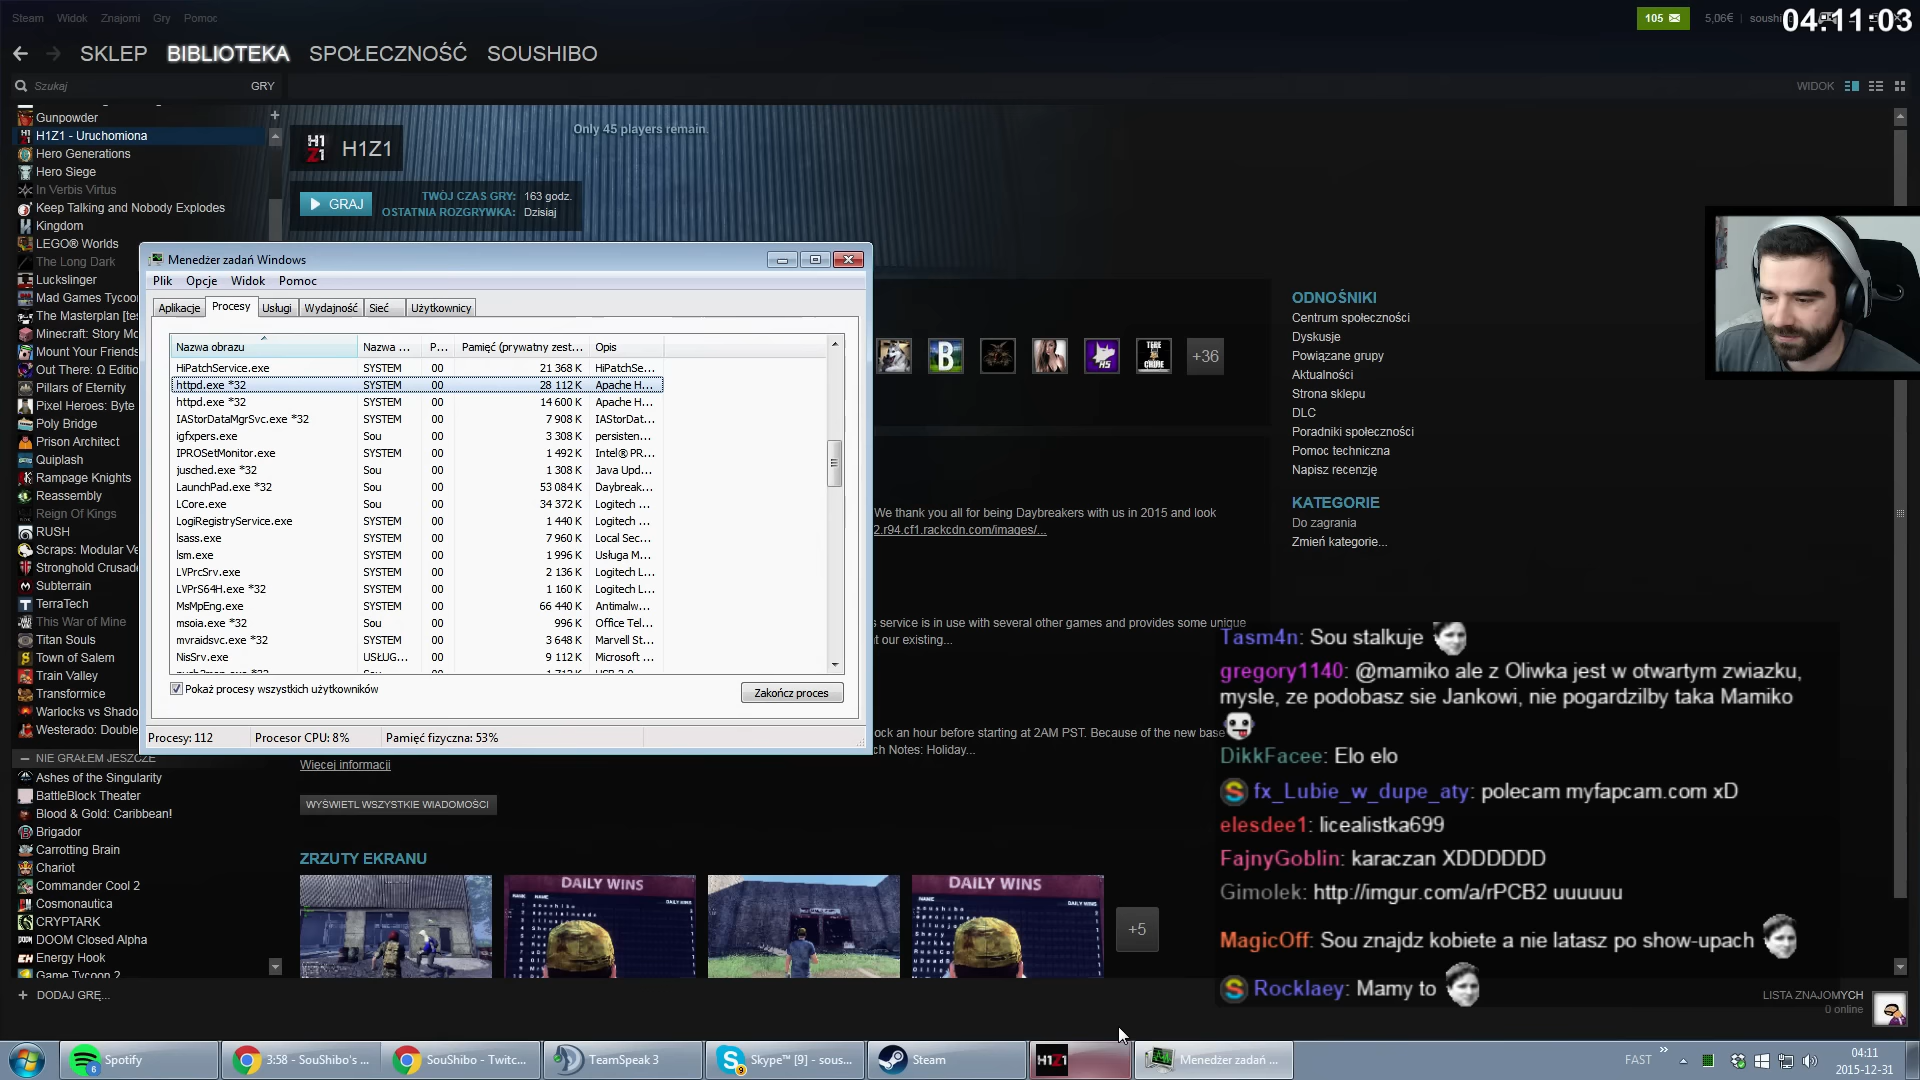 Steam Widok Znajomi Gry Pomoc
105
5,06€
04:11:03
SKLEP BIBLIOTEKA SPOŁECZNOŚĆ SOUSHIBO
Szukaj GRY
WIDOK
Gunpowder
H1Z1 - Uruchomiona
Hero Generations
Hero Siege
In Verbis Virtus
Keep Talking and Nobody Explodes
Kingdom
LEGO® Worlds
The Long Dark
Luckslinger
Mad Games Tycoo
The Masterplan [tes
Minecraft: Story Mo
Mount Your Friends
Out There: Ω Editio
Pillars of Eternity
Pixel Heroes: Byte
Poly Bridge
Prison Architect
Quiplash
Rampage Knights
Reassembly
Reign Of Kings
RUSH
Scraps: Modular Ve
Stronghold Crusade
Subterrain
TerraTech
This War of Mine
Titan Souls
Town of Salem
Train Valley
Transformice
Warlocks vs Shado
Westerado: Double
NIE GRAŁEM JESZCZE
Ashes of the Singularity
BattleBlock Theater
Blood & Gold: Caribbean!
Brigador
Carrotting Brain
Chariot
Commander Cool 2
Cosmonautica
CRYPTARK
DOOM Closed Alpha
Energy Hook
Game Tycoon 2
DODAJ GRĘ...
Only 45 players remain.
H1Z1
H1Z1
GRAJ
TWÓJ CZAS GRY: 163 godz.
OSTATNIA ROZGRYWKA: Dzisiaj
Menedżer zadań Windows
Plik Opcje Widok Pomoc
Aplikacje Procesy Usługi Wydajność Sieć Użytkownicy
Nazwa obrazu Nazwa ... P... Pamięć (prywatny zest... Opis
HiPatchService.exe SYSTEM 00 21 368 K HiPatchSe...
httpd.exe *32 SYSTEM 00 28 112 K Apache H...
httpd.exe *32 SYSTEM 00 14 600 K Apache H...
IAStorDataMgrSvc.exe *32 SYSTEM 00 7 908 K IAStorDat...
igfxpers.exe Sou 00 3 308 K persisten...
IPROSetMonitor.exe SYSTEM 00 1 492 K Intel® PR...
jusched.exe *32 Sou 00 1 308 K Java Upd...
LaunchPad.exe *32 Sou 00 53 084 K Daybreak...
LCore.exe Sou 00 34 372 K Logitech ...
LogiRegistryService.exe SYSTEM 00 1 440 K Logitech ...
lsass.exe SYSTEM 00 7 960 K Local Sec...
lsm.exe SYSTEM 00 1 996 K Usługa M...
LVPrcSrv.exe SYSTEM 00 2 136 K Logitech L...
LVPrS64H.exe *32 SYSTEM 00 1 160 K Logitech L...
MsMpEng.exe SYSTEM 00 66 440 K Antimalw...
msoia.exe *32 Sou 00 996 K Office Tel...
mvraidsvc.exe *32 SYSTEM 00 3 648 K Marvell St...
NisSrv.exe USŁUG... 00 9 112 K Microsoft ...
Pokaż procesy wszystkich użytkowników
Zakończ proces
Procesy: 112 Procesor CPU: 8% Pamięć fizyczna: 53%
B
HS
TERE
CHUJE
+36
We thank you all for being Daybreakers with us in 2015 and look
2.r94.cf1.rackcdn.com/images/...
s service is in use with several other games and provides some unique
t our existing...
ock an hour before starting at 2AM PST. Because of the new base
ch Notes: Holiday...
Więcej informacji
WYŚWIETL WSZYSTKIE WIADOMOŚCI
ZRZUTY EKRANU
DAILY WINS
DAILY WINS
+5
ODNOŚNIKI
Centrum społeczności
Dyskusje
Powiązane grupy
Aktualności
Strona sklepu
DLC
Poradniki społeczności
Pomoc techniczna
Napisz recenzję
KATEGORIE
Do zagrania
Zmień kategorie...
Tasm4n: Sou stalkuje
gregory1140: @mamiko ale z Oliwka jest w otwartym zwiazku,
mysle, ze podobasz sie Jankowi, nie pogardzilby taka Mamiko
DikkFacee: Elo elo
fx_Lubie_w_dupe_aty: polecam myfapcam.com xD
elesdee1: licealistka699
FajnyGoblin: karaczan XDDDDDD
Gimolek: http://imgur.com/a/rPCB2 uuuuuu
MagicOff: Sou znajdz kobiete a nie latasz po show-upach
Rocklaey: Mamy to
LISTA ZNAJOMYCH
0 online
Spotify
3:58 - SouShibo's ...
SouShibo - Twitc...
TeamSpeak 3
Skype™ [9] - sous...
Steam
H1Z1
Menedżer zadań ...
FAST
04:11
2015-12-31